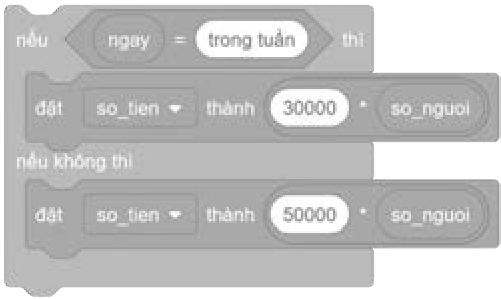 nếu ngay = trong tuần thì
đặt so_tien thành 30000 * so_nguoi
nếu không thì
đặt so_tien thành 50000 * so_nguoi